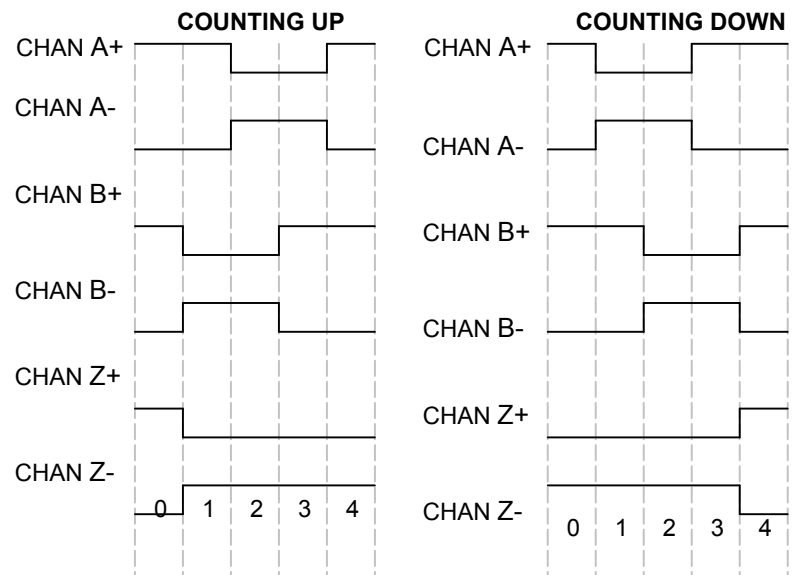 COUNTING UP
CHAN A+
CHAN A-
CHAN B+
CHAN B-
CHAN Z+
CHAN Z-
0 1 2 3 4
COUNTING DOWN
CHAN A+
CHAN A-
CHAN B+
CHAN B-
CHAN Z+
CHAN Z-
0 1 2 3 4